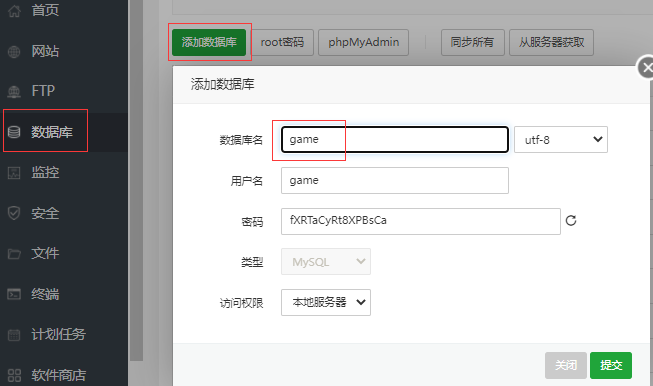 首页
网站
FTP
数据库
监控
安全
文件
终端
计划任务
软件商店
添加数据库 root密码 phpMyAdmin 同步所有 从服务器获取
添加数据库
数据库名 game utf-8
用户名 game
密码 fXRTaCyRt8XPBsCa
类型 MySQL
访问权限 本地服务器
关闭 提交